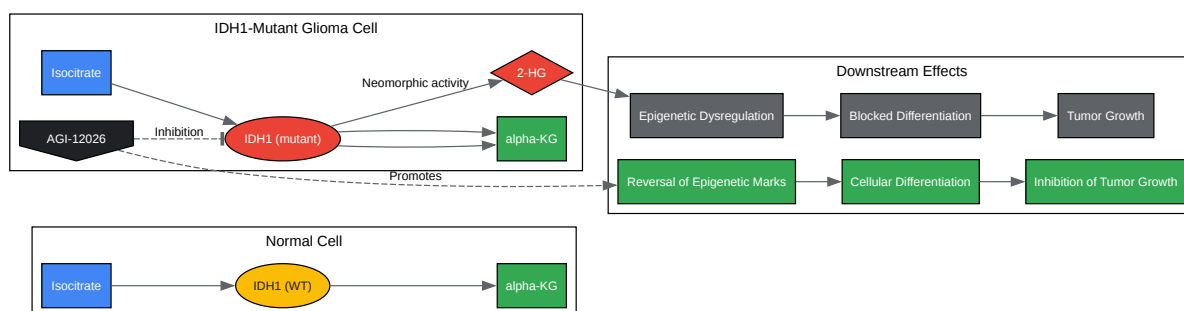 IDH1-Mutant Glioma Cell
Isocitrate
2-HG
Neomorphic activity
AGI-12026
Inhibition
IDH1 (mutant)
alpha-KG
Promotes
Downstream Effects
Epigenetic Dysregulation
Blocked Differentiation
Tumor Growth
Reversal of Epigenetic Marks
Cellular Differentiation
Inhibition of Tumor Growth
Normal Cell
Isocitrate
IDH1 (WT)
alpha-KG